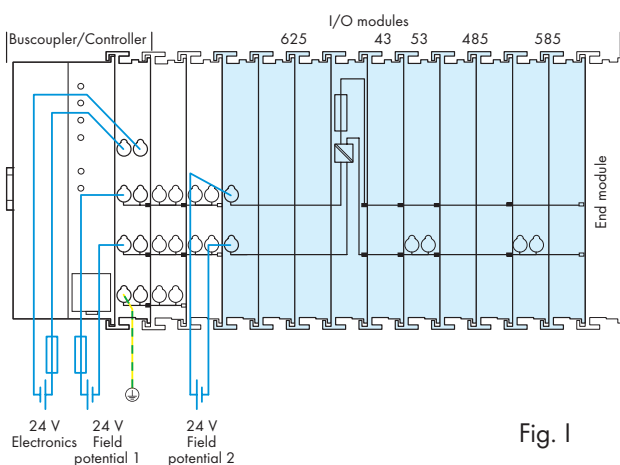 I/O modules
Buscoupler/Controller
625
43
53
485
585
End module
24 V
Electronics
24 V
Field
potential 1
24 V
Field
potential 2
Fig. I